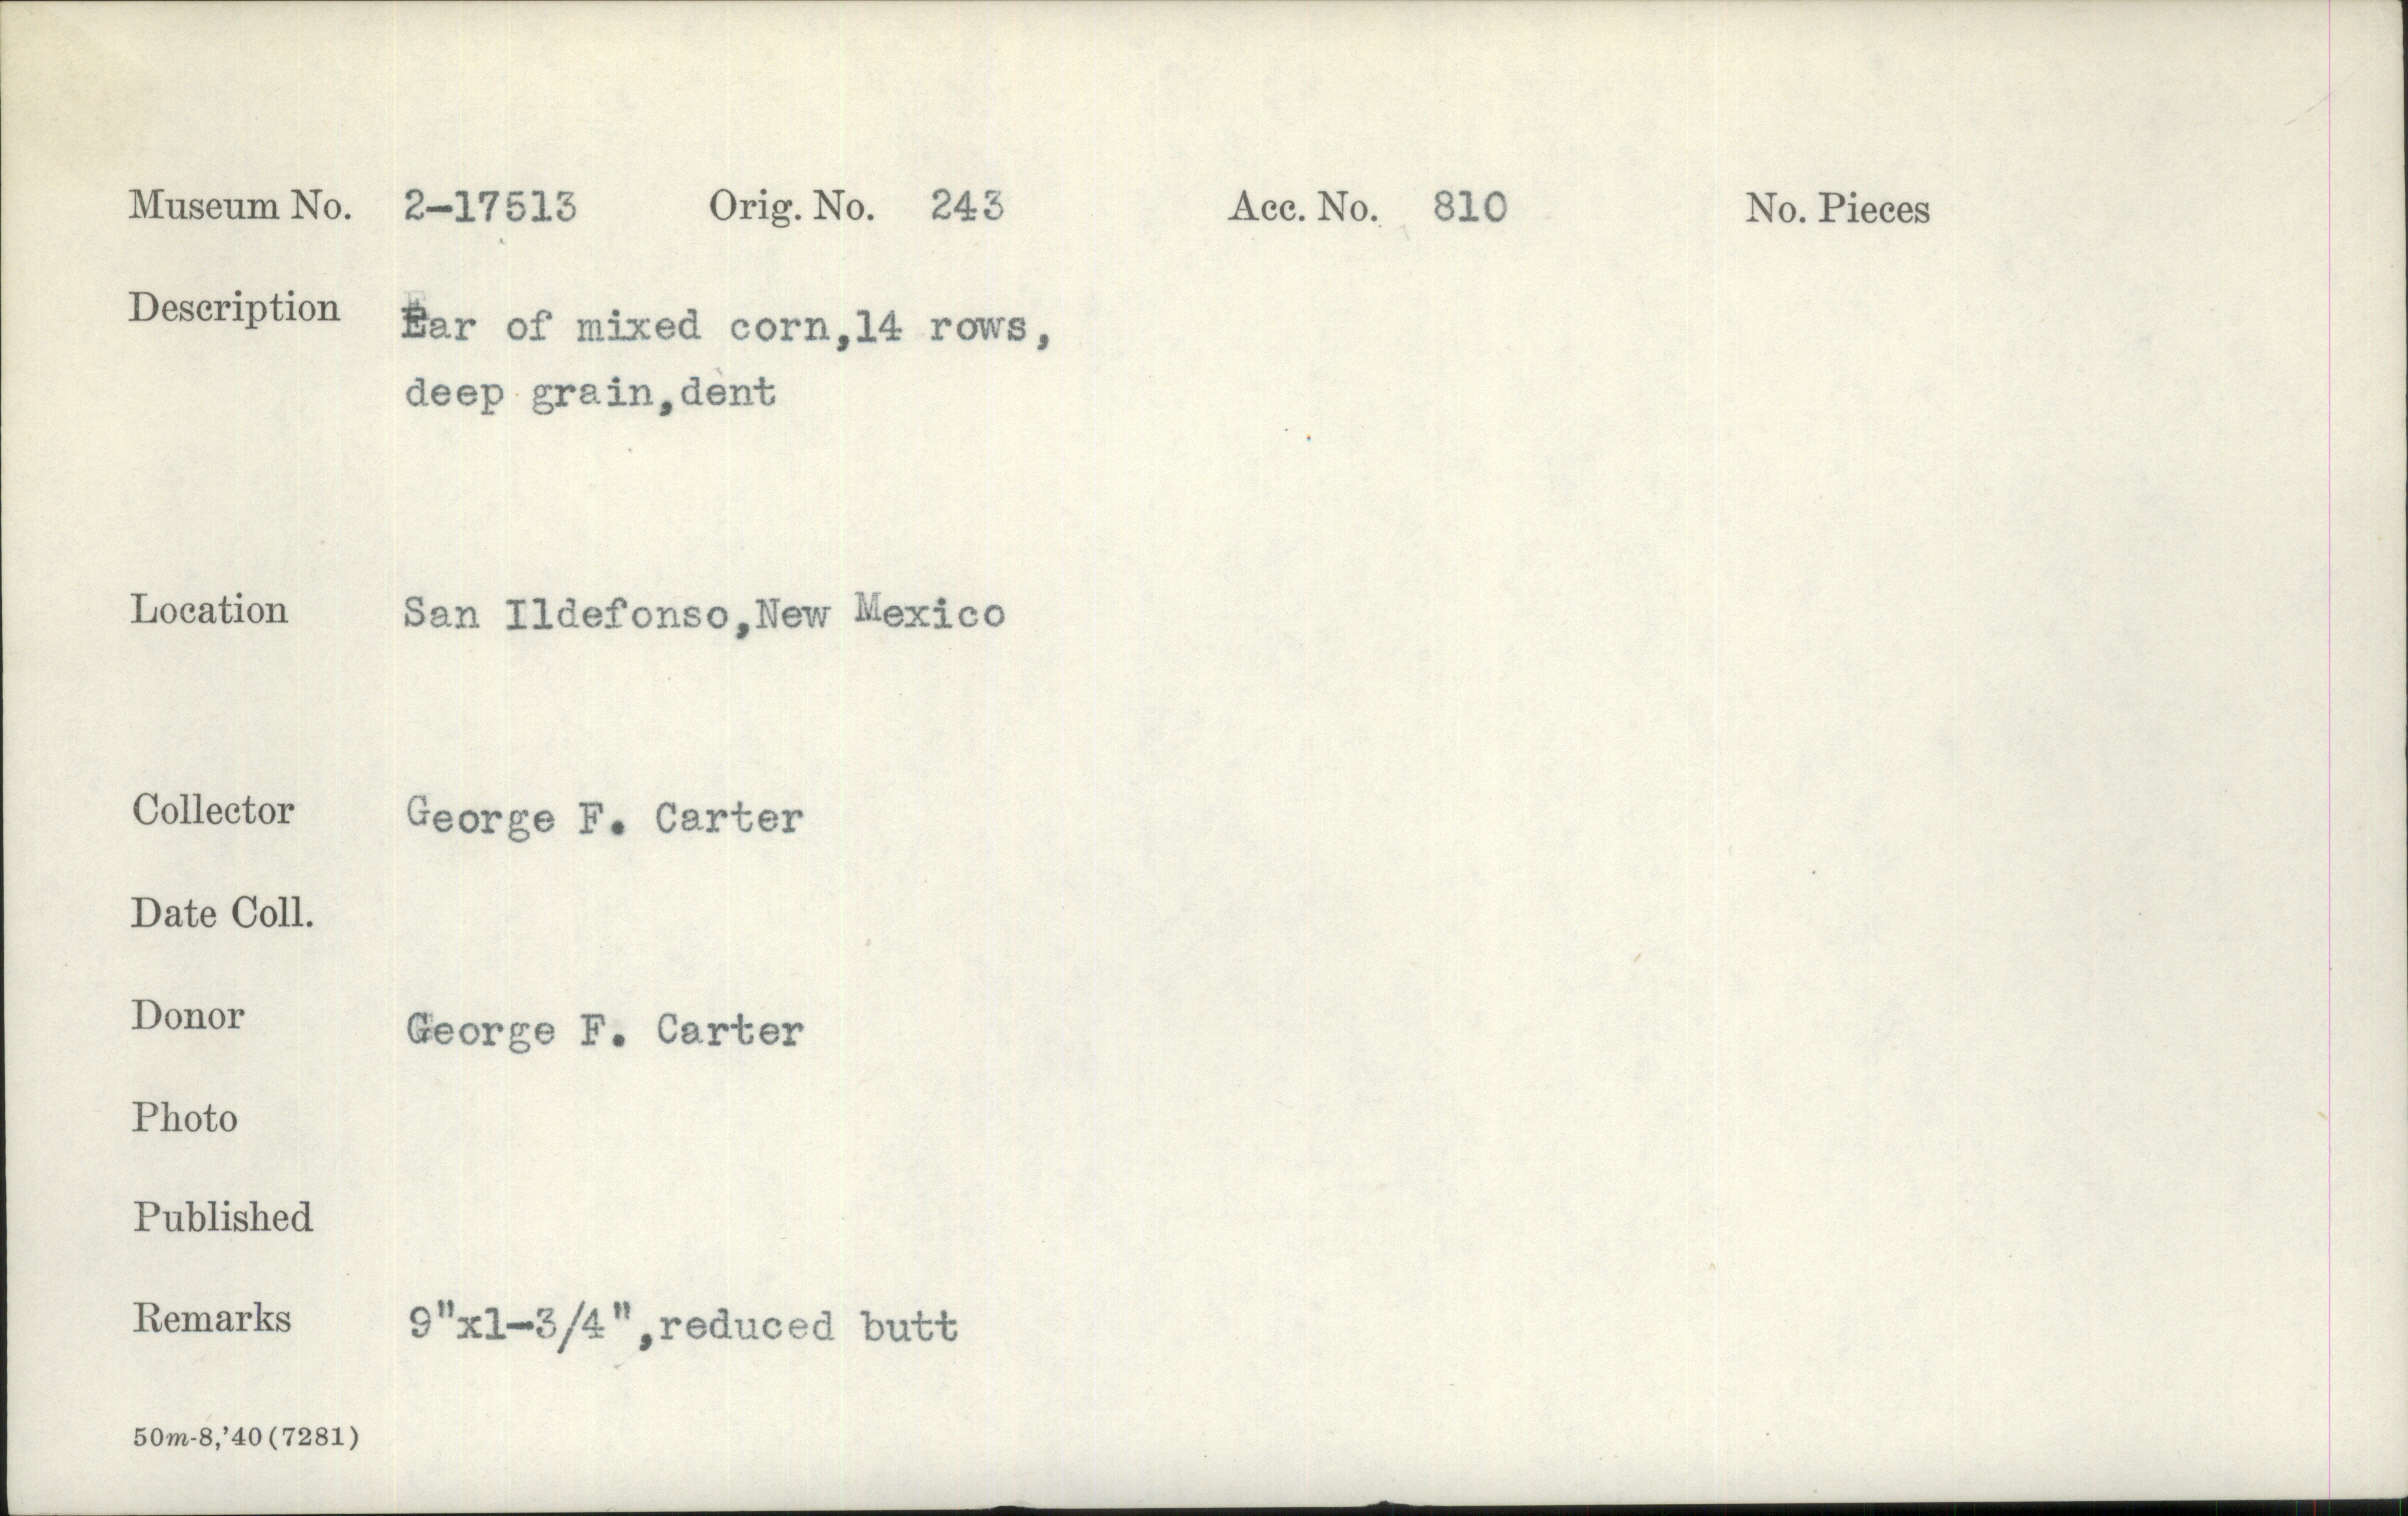 Museum No. 2-17513 Orig. No. 243 Acc. No. 810 No. Pieces
Description Ear of mixed corn,14 rows,
deep grain,dent
Location San Ildefonso,New Mexico
Collector George F. Carter
Date Coll.
Donor George F. Carter
Photo
Published
Remarks 9"x1-3/4",reduced butt
50m-8,'40(7281)